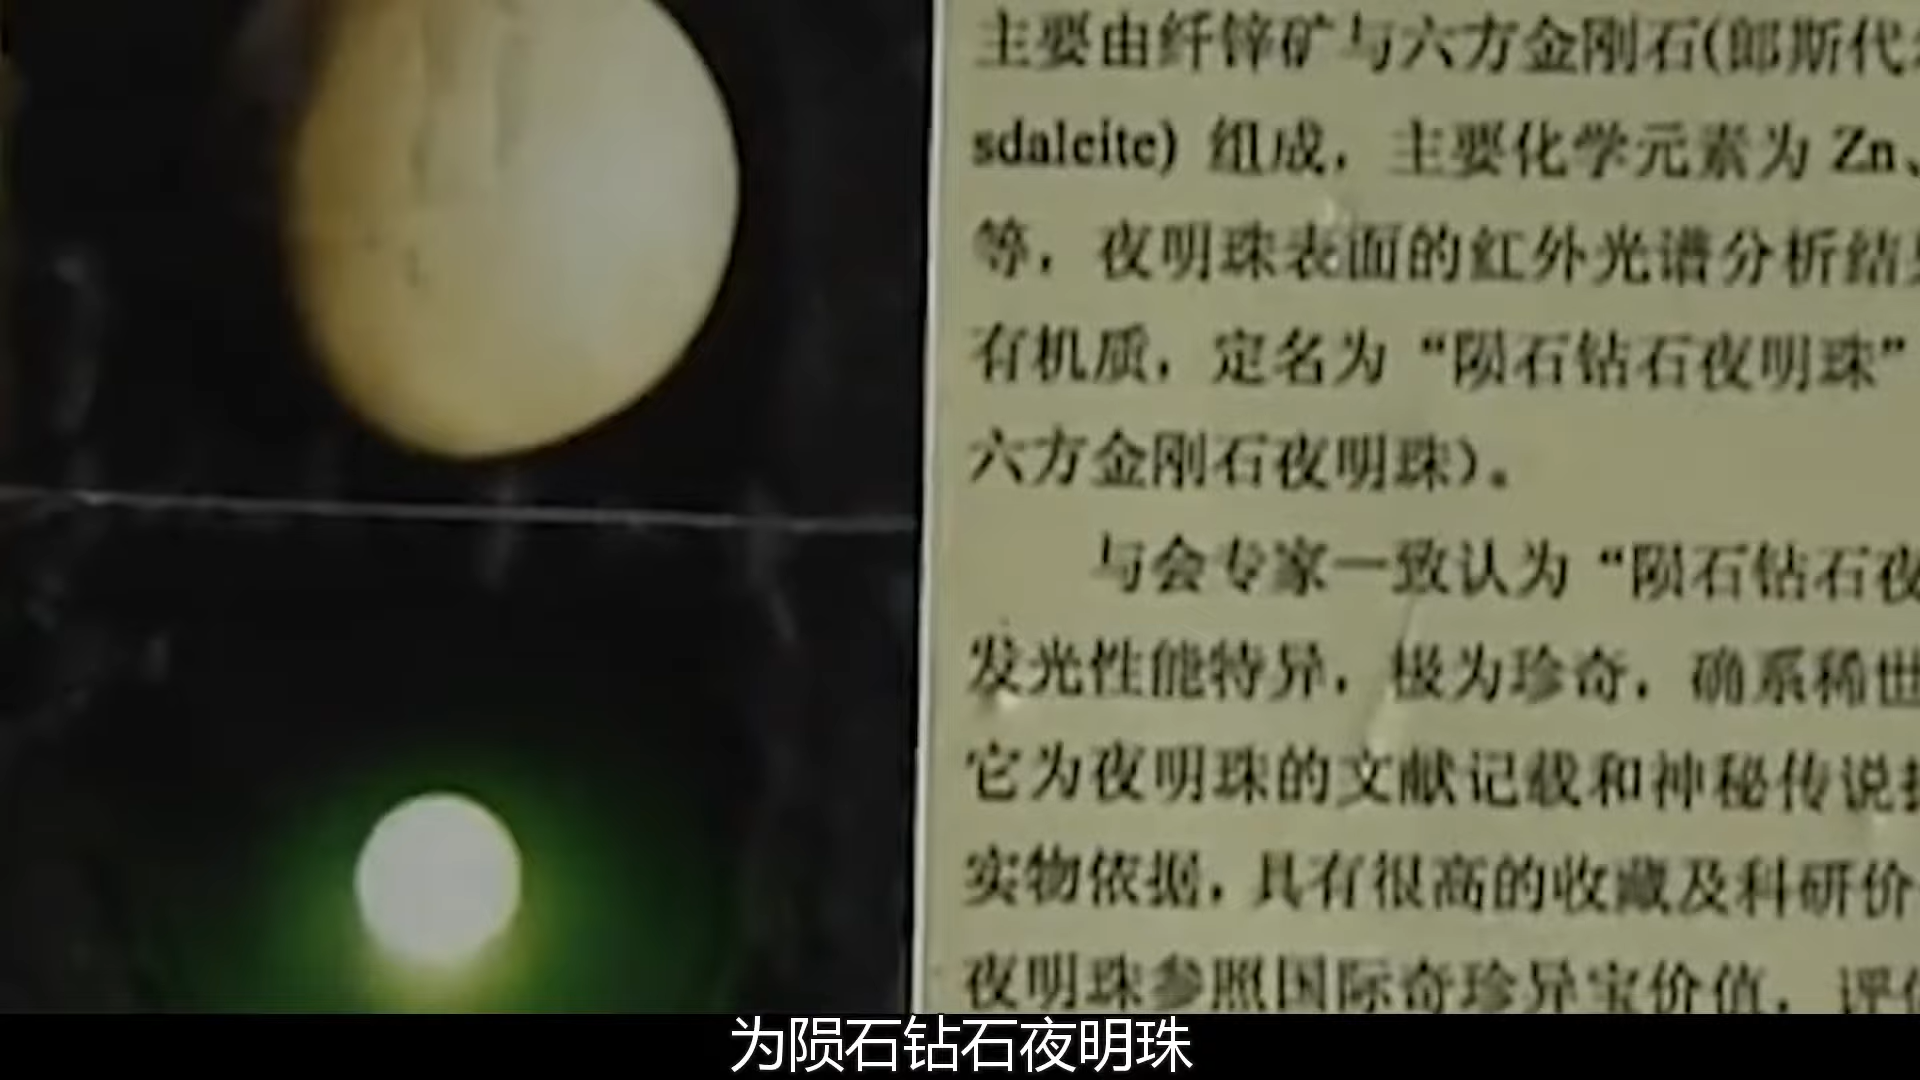 主要由纤锌矿与六方金刚石(郎斯代
sdaleite) 组成，主要化学元素为 Zn、
等，夜明珠表面的红外光谱分析结果
有机质，定名为“陨石钻石夜明珠”
六方金刚石夜明珠）。
与会专家一致认为“陨石钻石夜
发光性能特异，极为珍奇，确系稀世
它为夜明珠的文献记载和神秘传说
实物依据，具有很高的收藏及科研价
夜明珠参照国际奇珍异宝价值，评估
为陨石钻石夜明珠